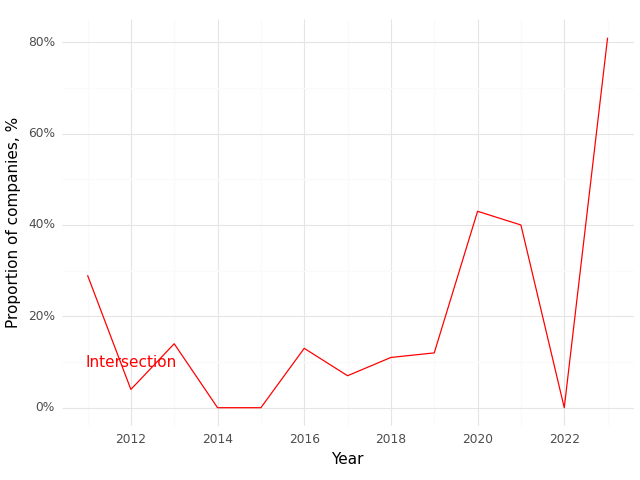 80%
60%
40%
20%
0%
Proportion of companies, %
Intersection
2012 2014 2016 2018 2020 2022
Year